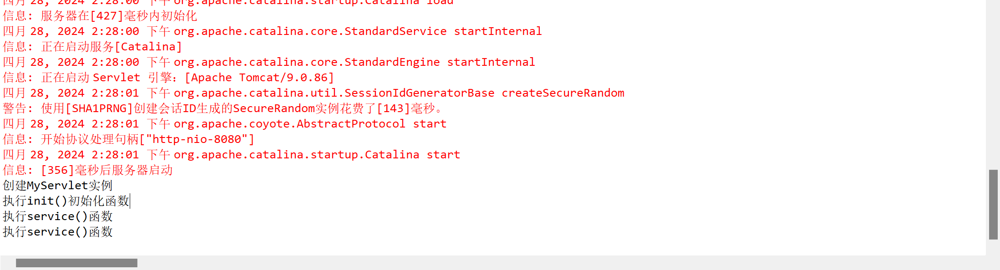 四月 28, 2024 2:28:00 下午 org.apache.catalina.startup.Catalina load
信息: 服务器在[427]毫秒内初始化
四月 28, 2024 2:28:00 下午 org.apache.catalina.core.StandardService startInternal
信息: 正在启动服务[Catalina]
四月 28, 2024 2:28:00 下午 org.apache.catalina.core.StandardEngine startInternal
信息: 正在启动 Servlet 引擎：[Apache Tomcat/9.0.86]
四月 28, 2024 2:28:01 下午 org.apache.catalina.util.SessionIdGeneratorBase createSecureRandom
警告: 使用[SHA1PRNG]创建会话ID生成的SecureRandom实例花费了[143]毫秒。
四月 28, 2024 2:28:01 下午 org.apache.coyote.AbstractProtocol start
信息: 开始协议处理句柄["http-nio-8080"]
四月 28, 2024 2:28:01 下午 org.apache.catalina.startup.Catalina start
信息: [356]毫秒后服务器启动
创建MyServlet实例
执行init()初始化函数
执行service()函数
执行service()函数